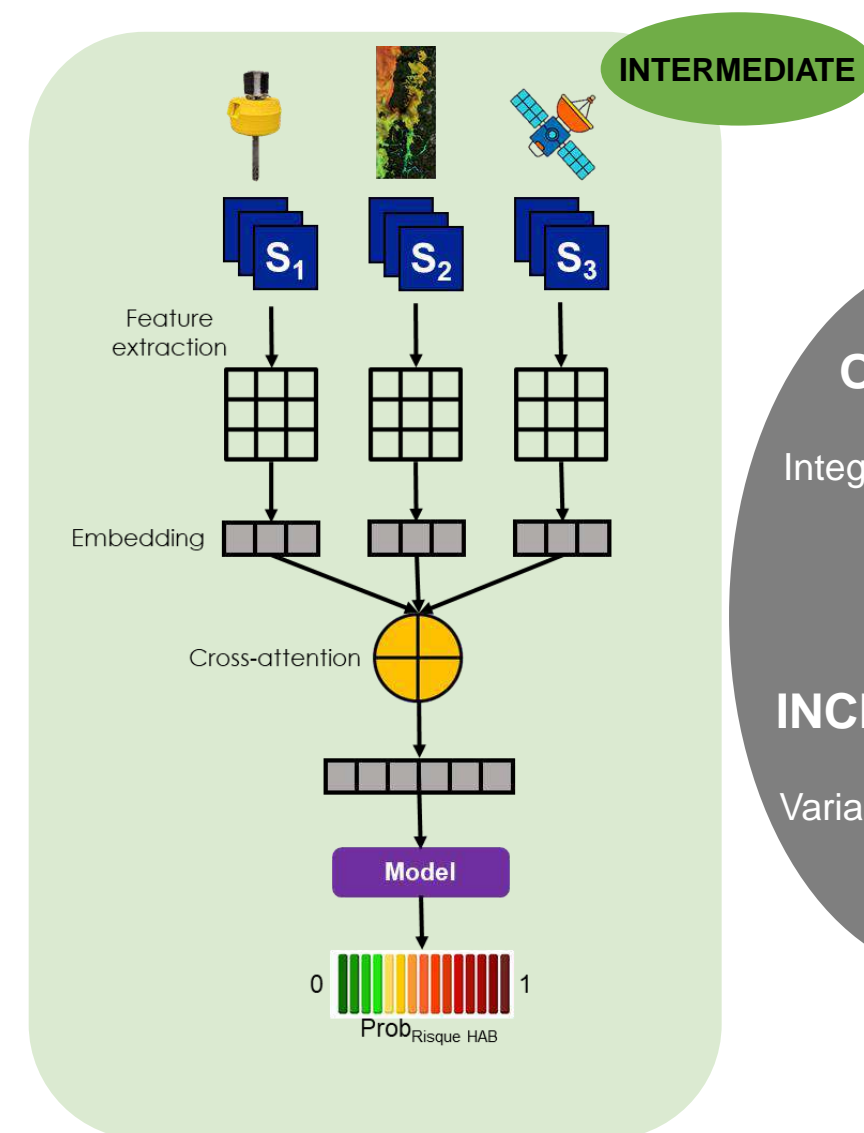 INTERMEDIATE
S1 S2 S3
Feature
extraction
Embedding
Cross-attention
Model
0 1
ProbRisque HAB